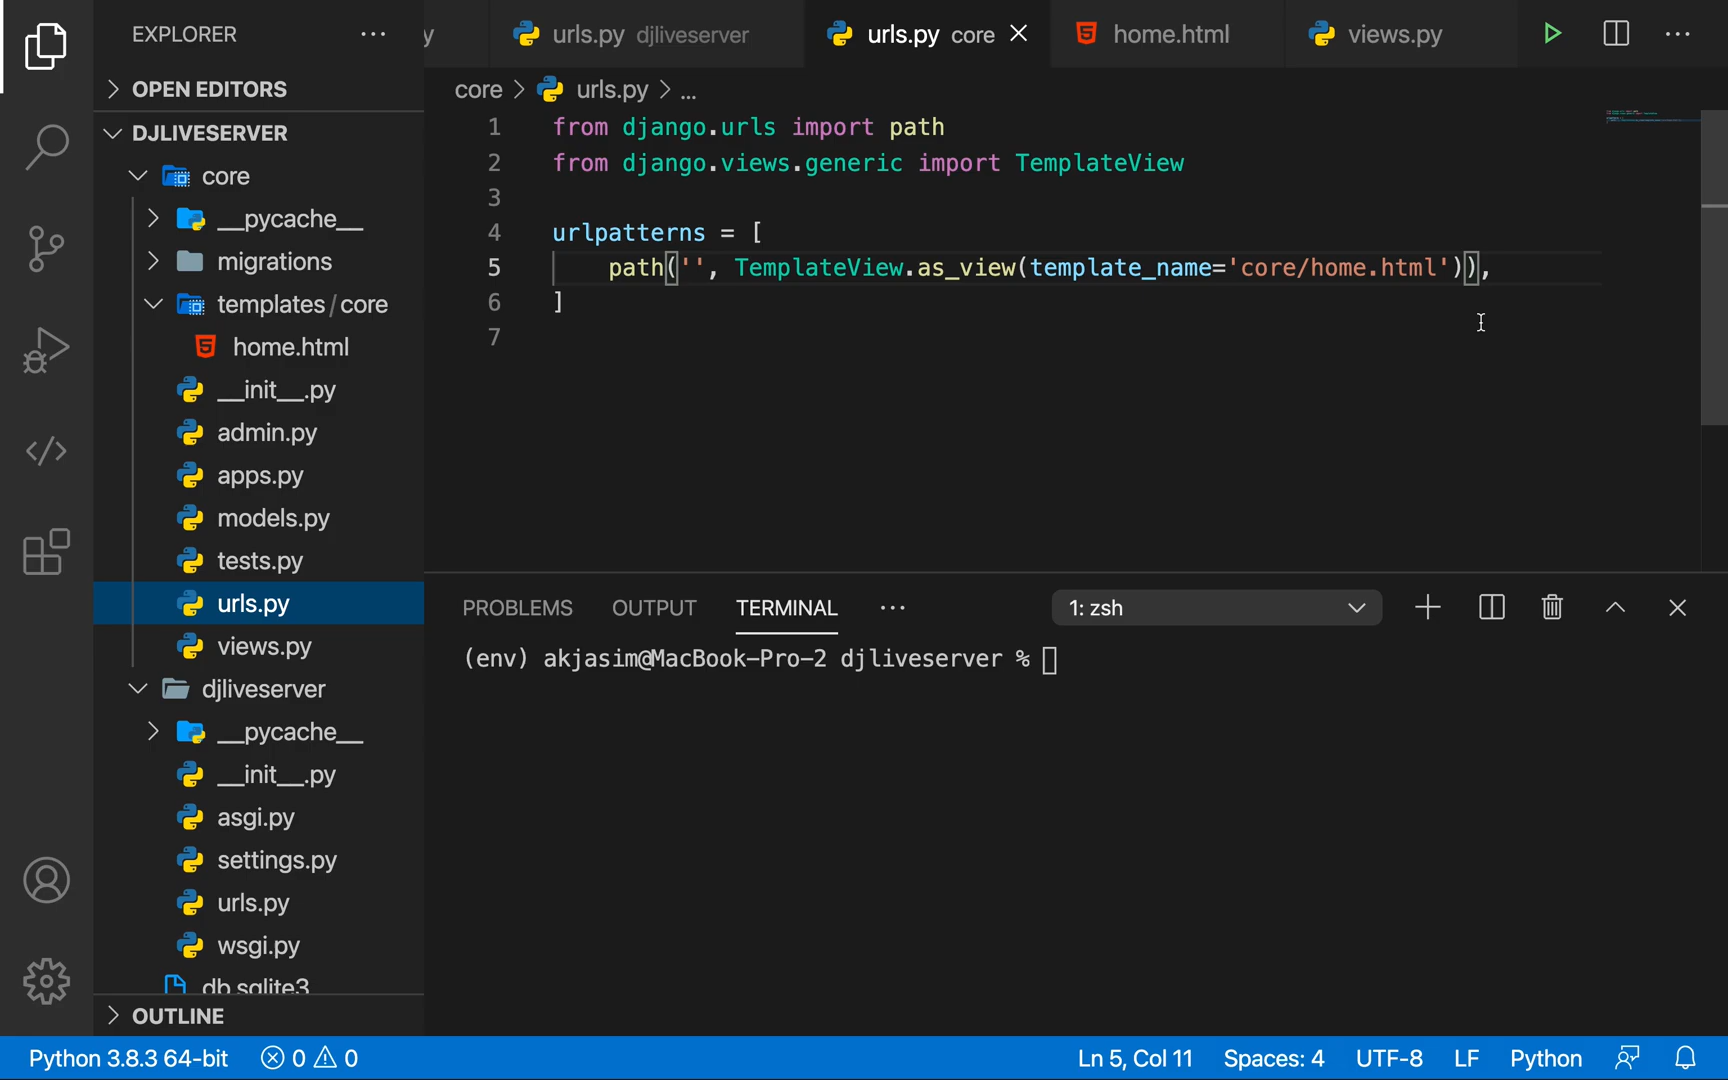 EXPLORER
OPEN EDITORS
DJLIVESERVER
core
__pycache__
migrations
templates/core
home.html
__init__.py
admin.py
apps.py
models.py
tests.py
urls.py
views.py
djliveserver
__pycache__
__init__.py
asgi.py
settings.py
urls.py
wsgi.py
db.sqlite3
OUTLINE
y
urls.py djliveserver
urls.py core
home.html
views.py
core > urls.py > ...
1 from django.urls import path
2 from django.views.generic import TemplateView
3
4 urlpatterns = [
5     path('', TemplateView.as_view(template_name='core/home.html')),
6 ]
7
PROBLEMS OUTPUT TERMINAL ... 1: zsh
(env) akjasim@MacBook-Pro-2 djliveserver %
Python 3.8.3 64-bit 0 0 Ln 5, Col 11 Spaces: 4 UTF-8 LF Python